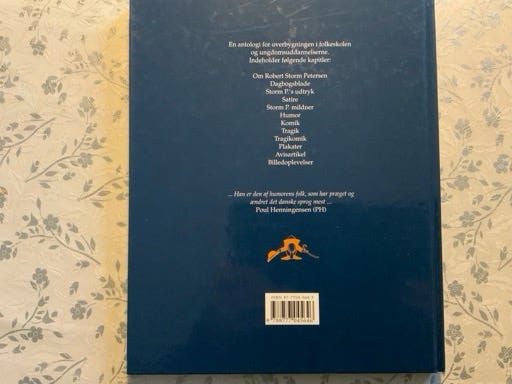 En antologi for overbygningen i folkeskolen
og ungdomsuddannelserne.
Indeholder følgende kapitler:
Om Robert Storm Petersen
Dagbogsblade
Storm P.'s udtryk
Satire
Storm P. mildner
Humor
Komik
Tragik
Tragikomik
Plakater
Avisartikel
Billedoplevelser
... Han er den af humorens folk, som har præget og
ændret det danske sprog mest ...
Poul Henningsen (PH)